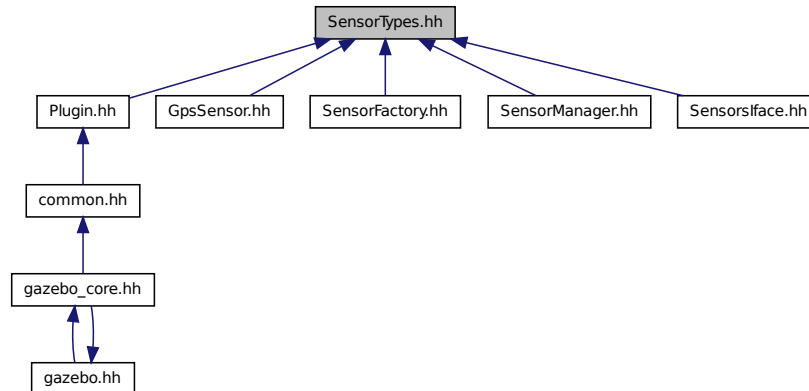 SensorTypes.hh
Plugin.hh
GpsSensor.hh
SensorFactory.hh
SensorManager.hh
SensorsIface.hh
common.hh
gazebo_core.hh
gazebo.hh